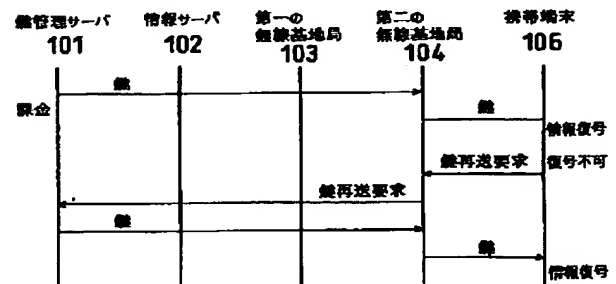 鍵管理サーバ
101
情報サーバ
102
第一の
無線基地局
103
第二の
無線基地局
104
携帯端末
106
鍵
課金
鍵
情報復号
鍵再送要求
復号不可
鍵再送要求
鍵
鍵
情報復号